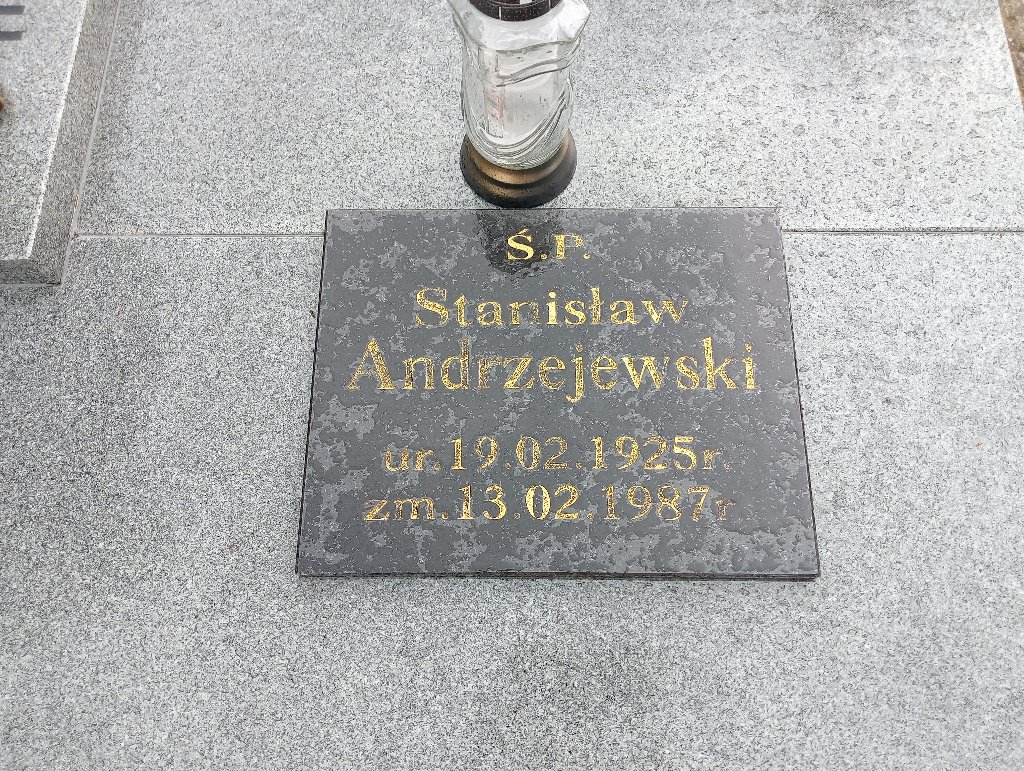 Ś.P.
Stanisław
Andrzejewski
ur.19.02.1925r.
zm.13.02.1987r.